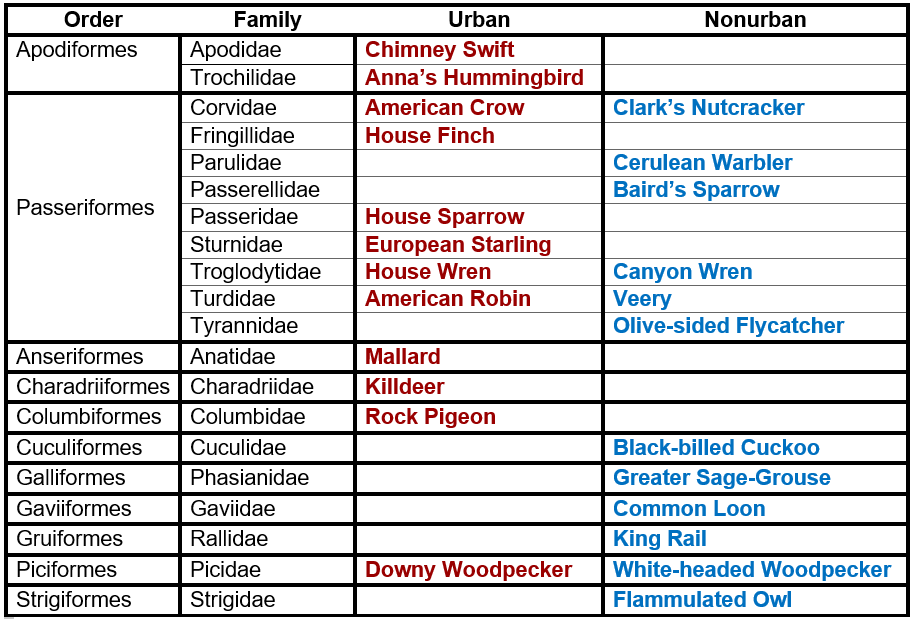 Order Family Urban Nonurban
Apodiformes Apodidae Chimney Swift
Trochilidae Anna's Hummingbird
Corvidae American Crow Clark's Nutcracker
Fringillidae House Finch
Parulidae Cerulean Warbler
Passerellidae Baird's Sparrow
Passeriformes Passeridae House Sparrow
Sturnidae European Starling
Troglodytidae House Wren Canyon Wren
Turdidae American Robin Veery
Tyrannidae Olive-sided Flycatcher
Anseriformes Anatidae Mallard
Charadriiformes Charadriidae Killdeer
Columbiformes Columbidae Rock Pigeon
Cuculiformes Cuculidae Black-billed Cuckoo
Galliformes Phasianidae Greater Sage-Grouse
Gaviiformes Gaviidae Common Loon
Gruiformes Rallidae King Rail
Piciformes Picidae Downy Woodpecker White-headed Woodpecker
Strigiformes Strigidae Flammulated Owl